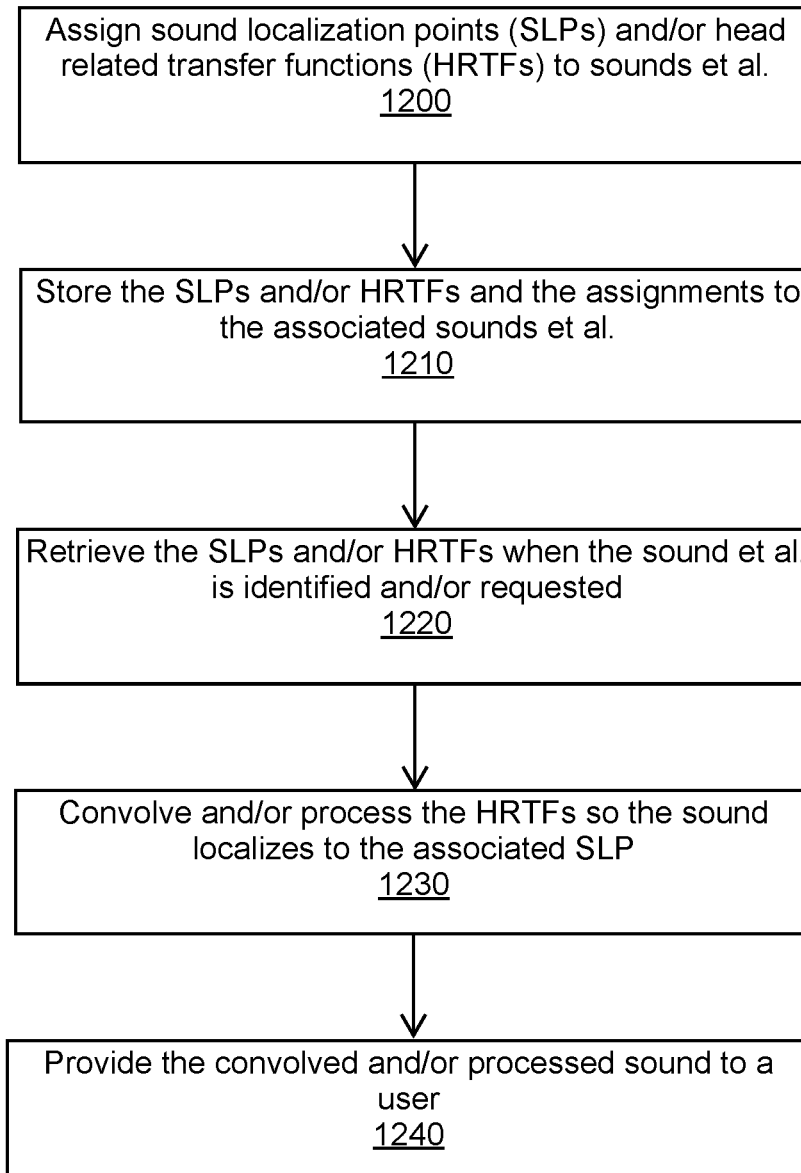 Assign sound localization points (SLPs) and/or head
related transfer functions (HRTFs) to sounds et al.
1200
Store the SLPs and/or HRTFs and the assignments to
the associated sounds et al.
1210
Retrieve the SLPs and/or HRTFs when the sound et al.
is identified and/or requested
1220
Convolve and/or process the HRTFs so the sound
localizes to the associated SLP
1230
Provide the convolved and/or processed sound to a
user
1240